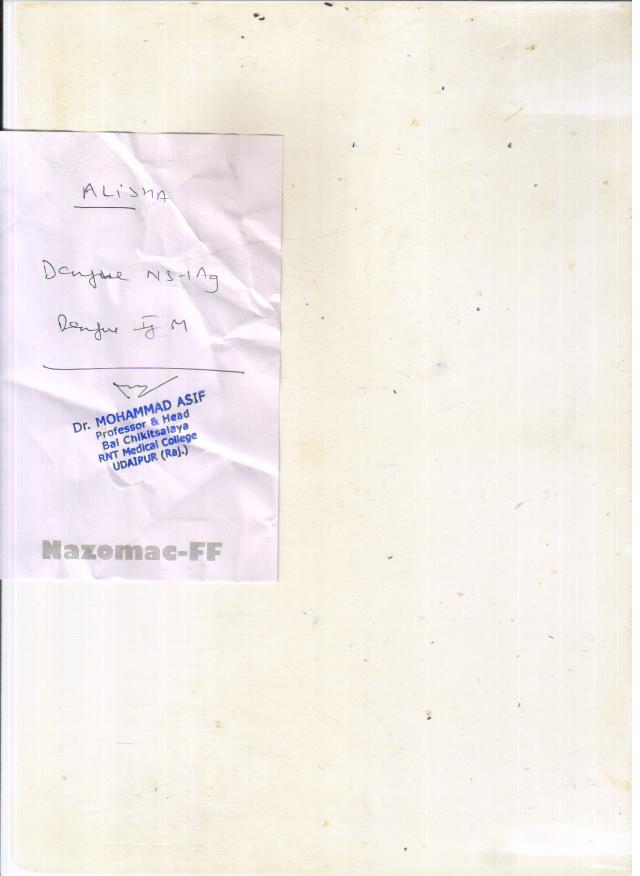 ALISHA
Dengue NS-1Ag
Dengue Ig M
Dr. MOHAMMAD ASIF
Professor & Head
Bal Chikitsalaya
RNT Medical College
UDAIPUR (Raj.)
Nazomac-FF